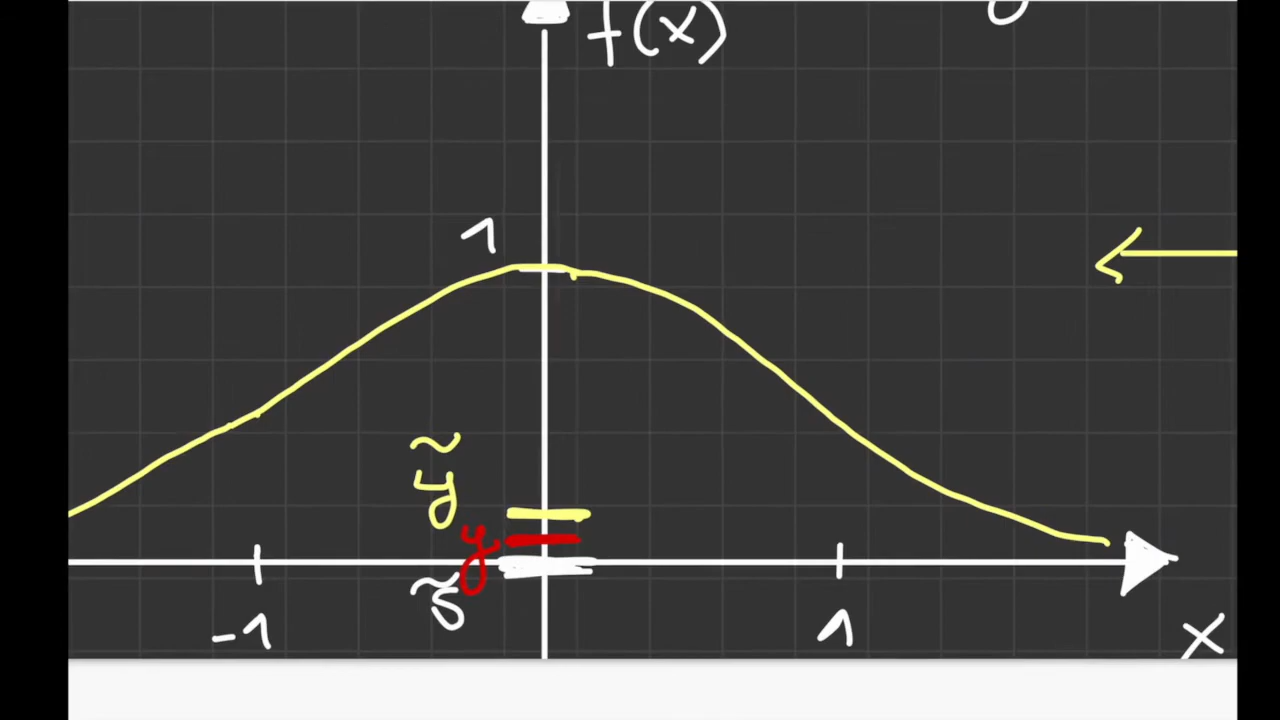 f(x)
1
ỹ
y
s̃
-1
1
x